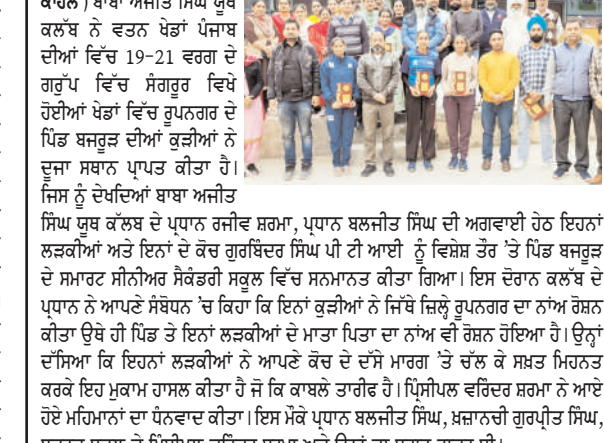 ਕਾਹਲ) ਬਾਬਾ ਅਜੀਤ ਸਿੰਘ ਯੂਥ
ਕਲੱਬ ਨੇ ਵਤਨ ਖੇਡਾਂ ਪੰਜਾਬ
ਦੀਆਂ ਵਿੱਚ 19-21 ਵਰਗ ਦੇ
ਗਰੁੱਪ ਵਿੱਚ ਸੰਗਰੂਰ ਵਿਖੇ
ਹੋਈਆਂ ਖੇਡਾਂ ਵਿੱਚ ਰੂਪਨਗਰ ਦੇ
ਪਿੰਡ ਬਜਰੂੜ ਦੀਆਂ ਕੁੜੀਆਂ ਨੇ
ਦੂਜਾ ਸਥਾਨ ਪ੍ਰਾਪਤ ਕੀਤਾ ਹੈ।
ਜਿਸ ਨੂੰ ਦੇਖਦਿਆਂ ਬਾਬਾ ਅਜੀਤ
ਸਿੰਘ ਯੂਥ ਕੱਲਬ ਦੇ ਪ੍ਰਧਾਨ ਰਜੀਵ ਸ਼ਰਮਾ, ਪ੍ਰਧਾਨ ਬਲਜੀਤ ਸਿੰਘ ਦੀ ਅਗਵਾਈ ਹੇਠ ਇਹਨਾਂ
ਲੜਕੀਆਂ ਅਤੇ ਇਨਾਂ ਦੇ ਕੋਚ ਗੁਰਬਿੰਦਰ ਸਿੰਘ ਪੀ ਟੀ ਆਈ ਨੂੰ ਵਿਸ਼ੇਸ਼ ਤੌਰ ’ਤੇ ਪਿੰਡ ਬਜਰੂੜ
ਦੇ ਸਮਾਰਟ ਸੀਨੀਅਰ ਸੈਕੰਡਰੀ ਸਕੂਲ ਵਿੱਚ ਸਨਮਾਨਤ ਕੀਤਾ ਗਿਆ। ਇਸ ਦੋਰਾਨ ਕਲੱਬ ਦੇ
ਪ੍ਰਧਾਨ ਨੇ ਆਪਣੇ ਸੰਬੋਧਨ ’ਚ ਕਿਹਾ ਕਿ ਇਨਾਂ ਕੁੜੀਆਂ ਨੇ ਜਿੱਥੇ ਜ਼ਿਲ੍ਹੇ ਰੂਪਨਗਰ ਦਾ ਨਾਂਅ ਰੋਸ਼ਨ
ਕੀਤਾ ਉਥੇ ਹੀ ਪਿੰਡ ਤੇ ਇਨਾਂ ਲੜਕੀਆਂ ਦੇ ਮਾਤਾ ਪਿਤਾ ਦਾ ਨਾਂਅ ਵੀ ਰੋਸ਼ਨ ਹੋਇਆ ਹੈ। ਉਨ੍ਹਾਂ
ਦੱਸਿਆ ਕਿ ਇਹਨਾਂ ਲੜਕੀਆਂ ਨੇ ਆਪਣੇ ਕੋਚ ਦੇ ਦੱਸੇ ਮਾਰਗ ’ਤੇ ਚੱਲ ਕੇ ਸਖ਼ਤ ਮਿਹਨਤ
ਕਰਕੇ ਇਹ ਮੁਕਾਮ ਹਾਸਲ ਕੀਤਾ ਹੈ ਜੋ ਕਿ ਕਾਬਲੇ ਤਾਰੀਫ ਹੈ। ਪ੍ਰਿੰਸੀਪਲ ਵਰਿੰਦਰ ਸ਼ਰਮਾ ਨੇ ਆਏ
ਹੋਏ ਮਹਿਮਾਨਾਂ ਦਾ ਧੰਨਵਾਦ ਕੀਤਾ। ਇਸ ਮੌਕੇ ਪ੍ਰਧਾਨ ਬਲਜੀਤ ਸਿੰਘ, ਖ਼ਜ਼ਾਨਚੀ ਗੁਰਪ੍ਰੀਤ ਸਿੰਘ,